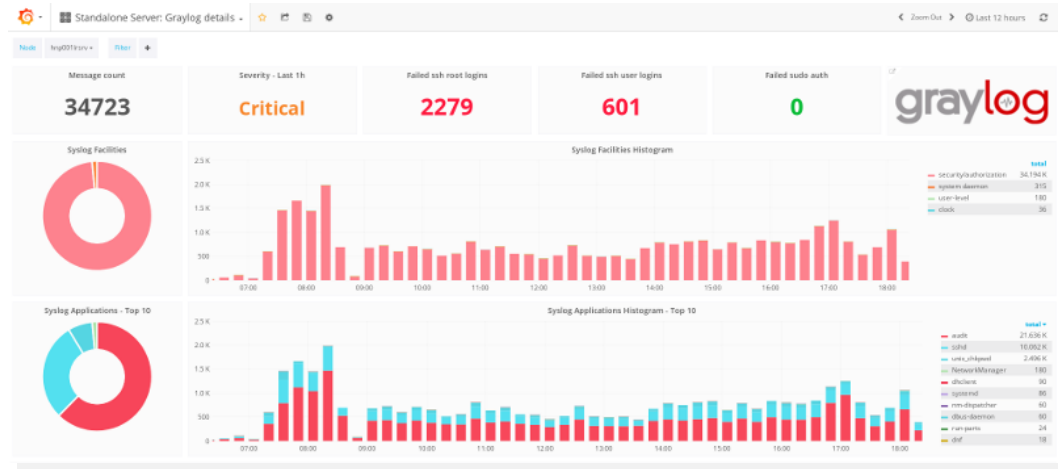 Standalone Server: Graylog details
Zoom Out
Last 12 hours
Node
Filter
+
Message count
34723
Severity - Last 1h
Critical
Failed ssh root logins
2279
Failed ssh user logins
601
Failed sudo auth
0
graylog
Syslog Facilities
Syslog Facilities Histogram
2.5 K
2.0 K
1.5 K
1.0 K
500
0
07:00 08:00 09:00 10:00 11:00 12:00 13:00 14:00 15:00 16:00 17:00 18:00
total
security/authorization 34.194 K
system daemon 315
user-level 180
clock 36
Syslog Applications - Top 10
Syslog Applications Histogram - Top 10
2.5 K
2.0 K
1.5 K
1.0 K
500
0
07:00 08:00 09:00 10:00 11:00 12:00 13:00 14:00 15:00 16:00 17:00 18:00
total
audit 21.636 K
sshd 10.062 K
unix_chkpwd 2.496 K
NetworkManager 180
dhclient 90
systemd 86
nm-dispatcher 60
dbus-daemon 60
run-parts 24
dnf 18